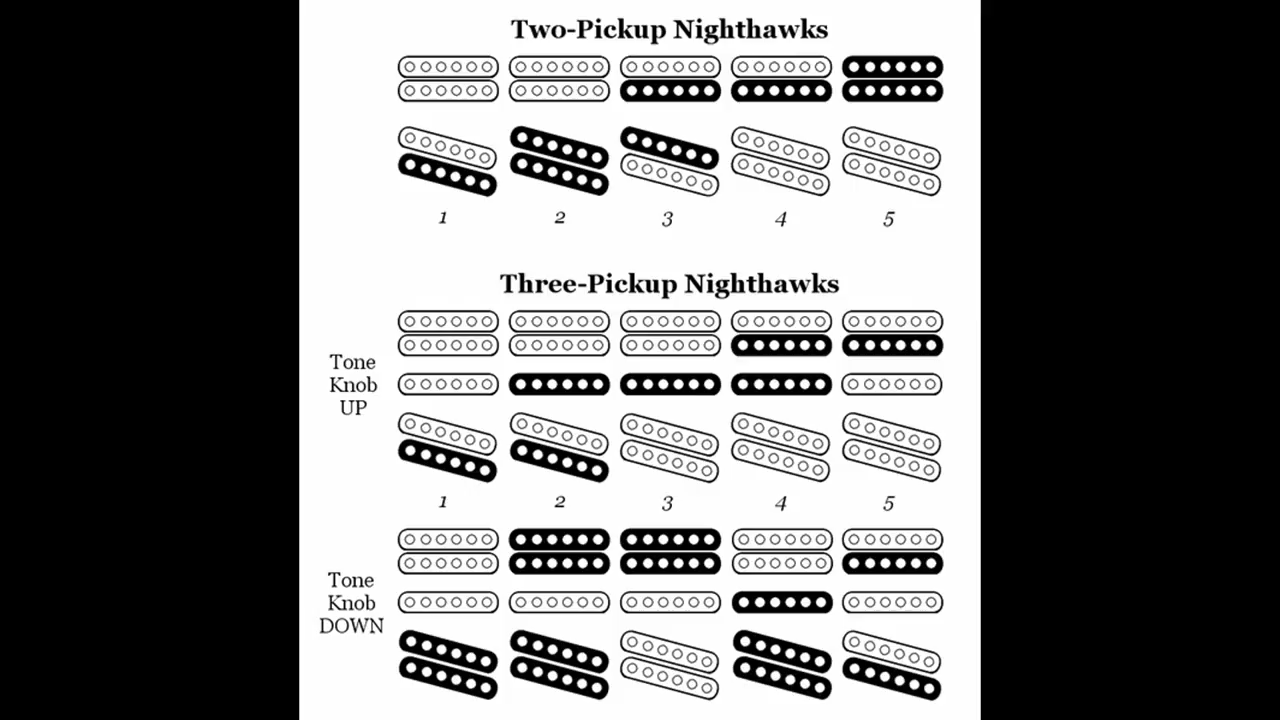 Two-Pickup Nighthawks
1 2 3 4 5
Three-Pickup Nighthawks
Tone
Knob
UP
1 2 3 4 5
Tone
Knob
DOWN